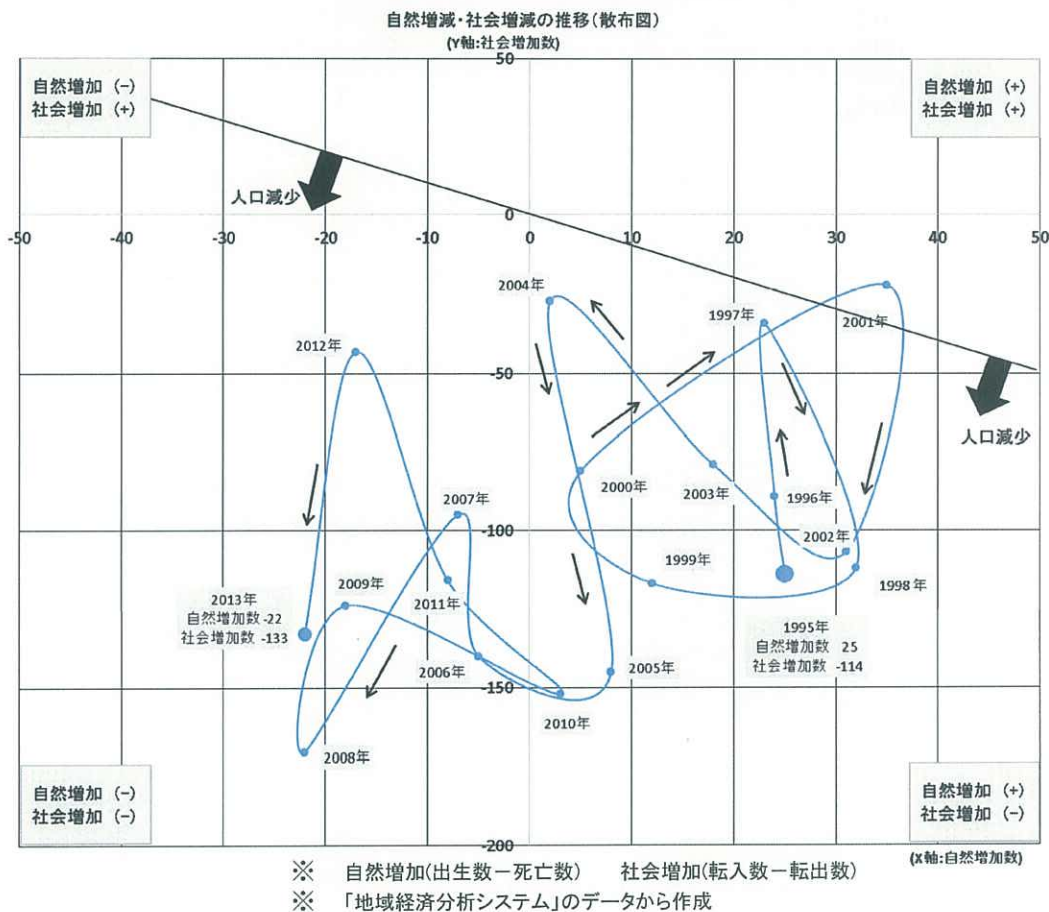 自然増減・社会増減の推移(散布図)
(Y軸:社会増加数)
50
自然増加 (−)
社会増加 (+)
自然増加 (+)
社会増加 (+)
人口減少
0
-50
-40
-30
-20
-10
0
10
20
30
40
50
2004年
1997年
2001年
2012年
-50
人口減少
2000年
2003年
1996年
2007年
-100
2002年
1999年
1998年
2009年
2011年
2013年
自然増加数 -22
社会増加数 -133
1995年
自然増加数 25
社会増加数 -114
2006年
2005年
-150
2010年
2008年
自然増加 (−)
社会増加 (−)
自然増加 (+)
社会増加 (−)
-200
(X軸:自然増加数)
※ 自然増加(出生数−死亡数) 社会増加(転入数−転出数)
※ 「地域経済分析システム」のデータから作成